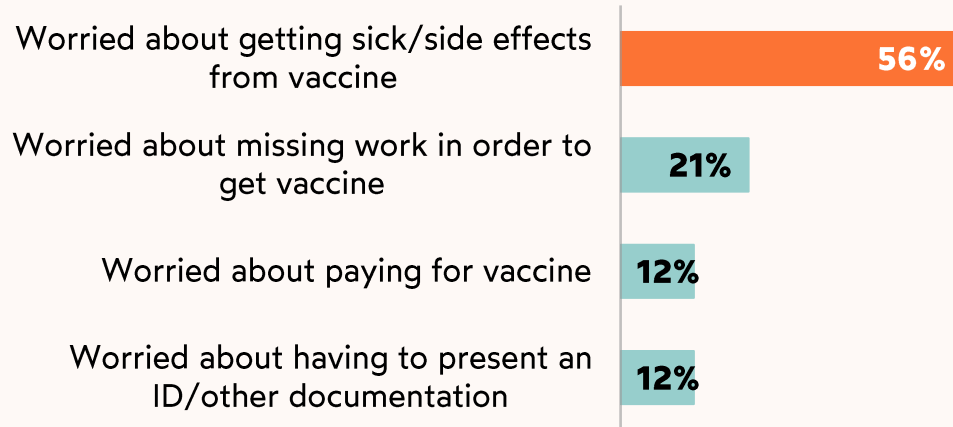 Worried about getting sick/side effects
from vaccine
56%
Worried about missing work in order to
get vaccine
21%
Worried about paying for vaccine
12%
Worried about having to present an
ID/other documentation
12%